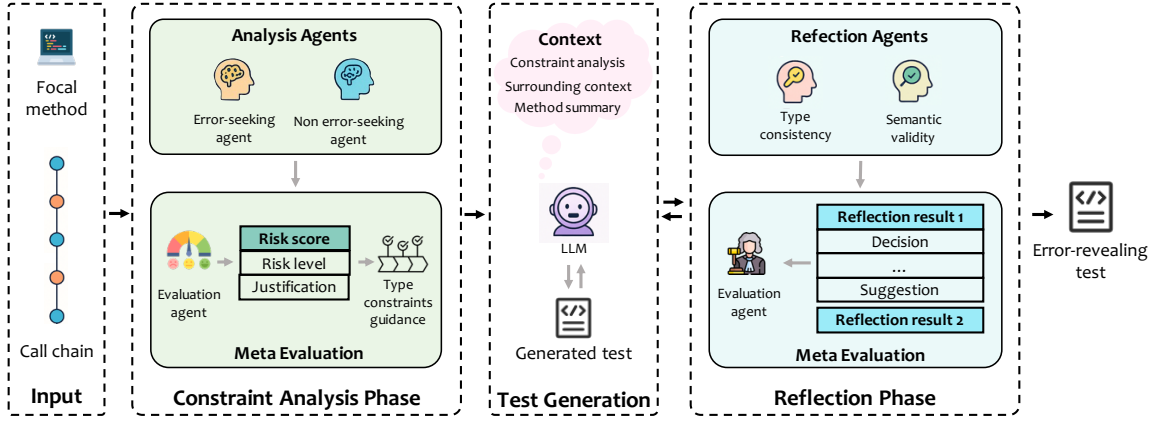 Focal
method
Call chain
Input
Analysis Agents
Error-seeking
agent
Non error-seeking
agent
Evaluation
agent
Risk score
Risk level
Justification
Type
constraints
guidance
Meta Evaluation
Constraint Analysis Phase
Context
Constraint analysis
Surrounding context
Method summary
LLM
</>
Generated test
Test Generation
Refection Agents
Type
consistency
Semantic
validity
Evaluation
agent
Reflection result 1
Decision
...
Suggestion
Reflection result 2
Meta Evaluation
Reflection Phase
</>
Error-revealing
test